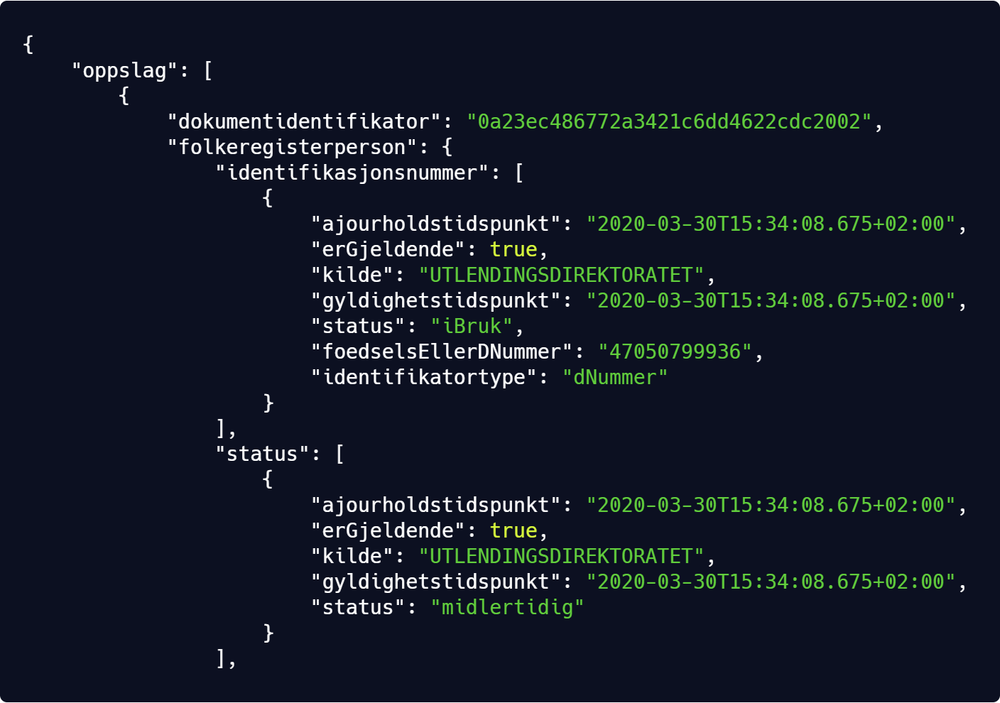 {
    "oppslag": [
        {
            "dokumentidentifikator": "0a23ec486772a3421c6dd4622cdc2002",
            "folkeregisterperson": {
                "identifikasjonsnummer": [
                    {
                        "ajourholdstidspunkt": "2020-03-30T15:34:08.675+02:00",
                        "erGjeldende": true,
                        "kilde": "UTLENDINGSDIREKTORATET",
                        "gyldighetstidspunkt": "2020-03-30T15:34:08.675+02:00",
                        "status": "iBruk",
                        "foedselsEllerDNummer": "47050799936",
                        "identifikatortype": "dNummer"
                    }
                ],
                "status": [
                    {
                        "ajourholdstidspunkt": "2020-03-30T15:34:08.675+02:00",
                        "erGjeldende": true,
                        "kilde": "UTLENDINGSDIREKTORATET",
                        "gyldighetstidspunkt": "2020-03-30T15:34:08.675+02:00",
                        "status": "midlertidig"
                    }
                ],